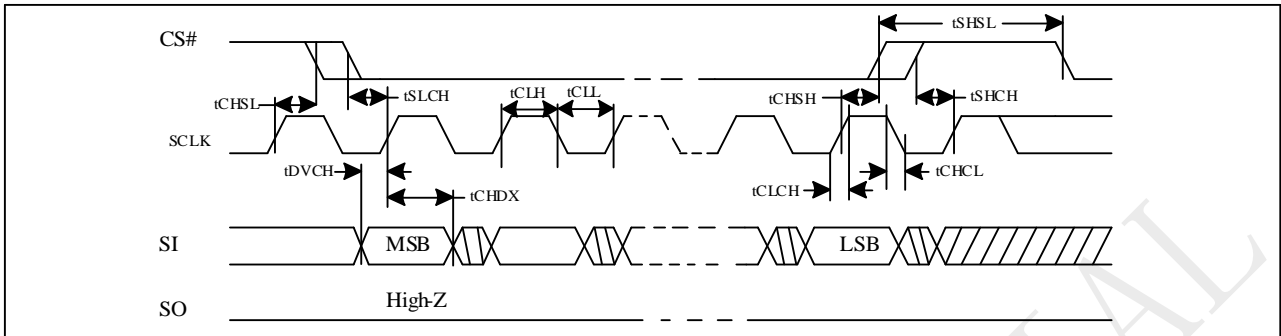 tSHSL
CS#
tCHSL
tSLCH
tCLH
tCLL
tCHSH
tSHCH
SCLK
tDVCH
tCHDX
tCLCH
tCHCL
SI
MSB
LSB
High-Z
SO